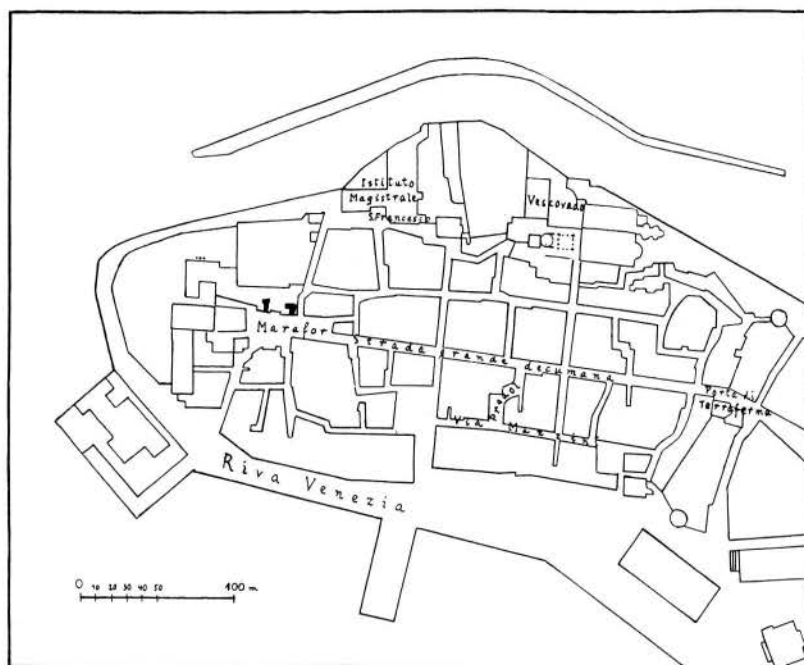 Istituto
Magistrale
S.Francesco
Vescovado
Marafor
Strada Grande decumana
Porta di
Terraferma
Via Manzini
Riva Venezia
0 10 20 30 40 50 100 m.